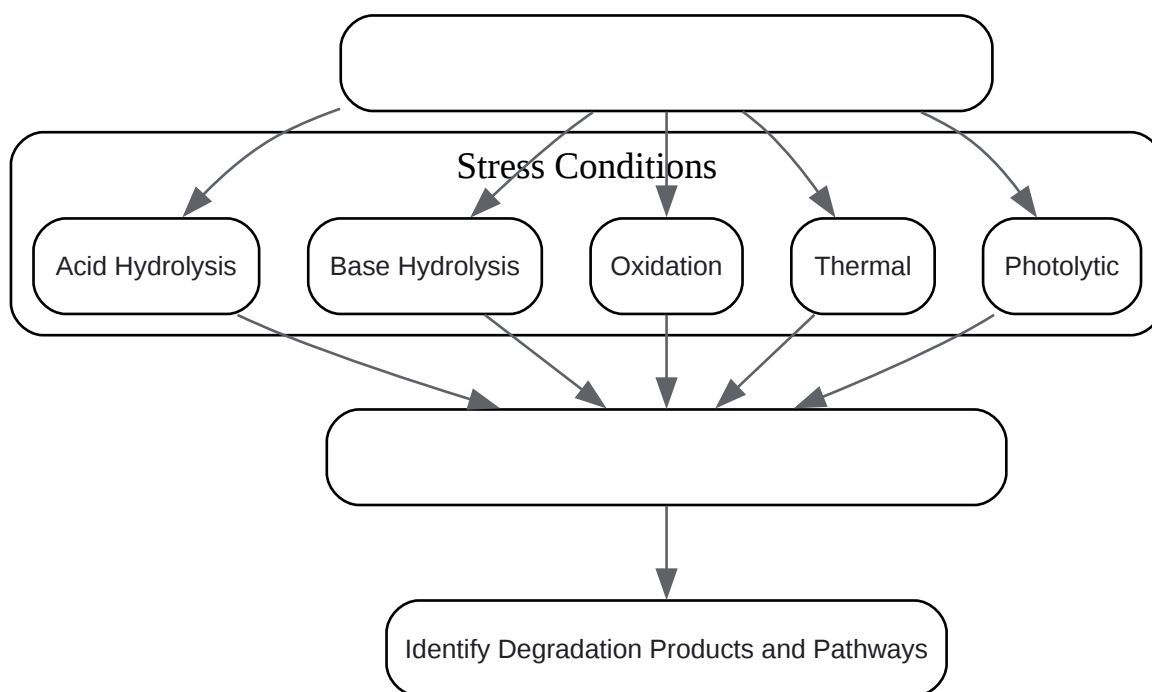 Stress Conditions
Acid Hydrolysis
Base Hydrolysis
Oxidation
Thermal
Photolytic
Identify Degradation Products and Pathways